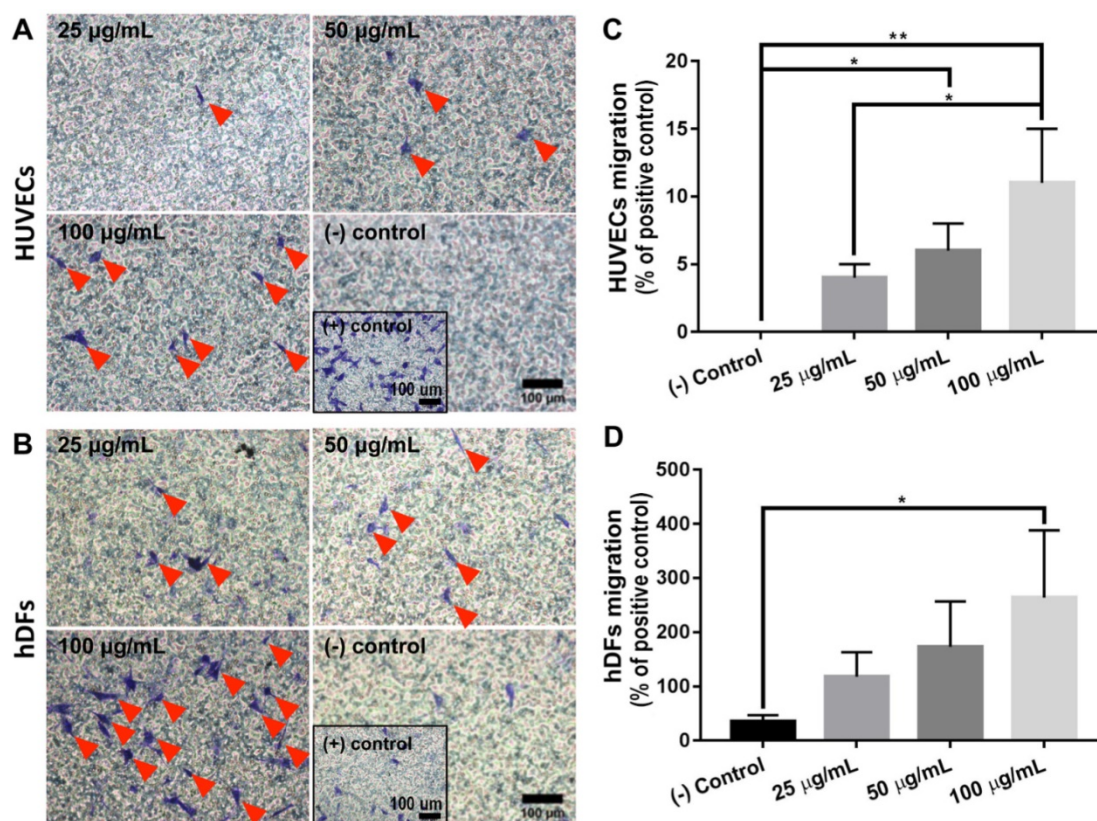 A
HUVECs
25 µg/mL
50 µg/mL
100 µg/mL
(-) control
(+) control
100 um
100 µm
B
hDFs
25 µg/mL
50 µg/mL
100 µg/mL
(-) control
(+) control
100 um
100 µm
C
HUVECs migration
(% of positive control)
20
15
10
5
0
**
*
*
(-) Control
25 µg/mL
50 µg/mL
100 µg/mL
D
hDFs migration
(% of positive control)
500
400
300
200
100
0
*
(-) Control
25 µg/mL
50 µg/mL
100 µg/mL